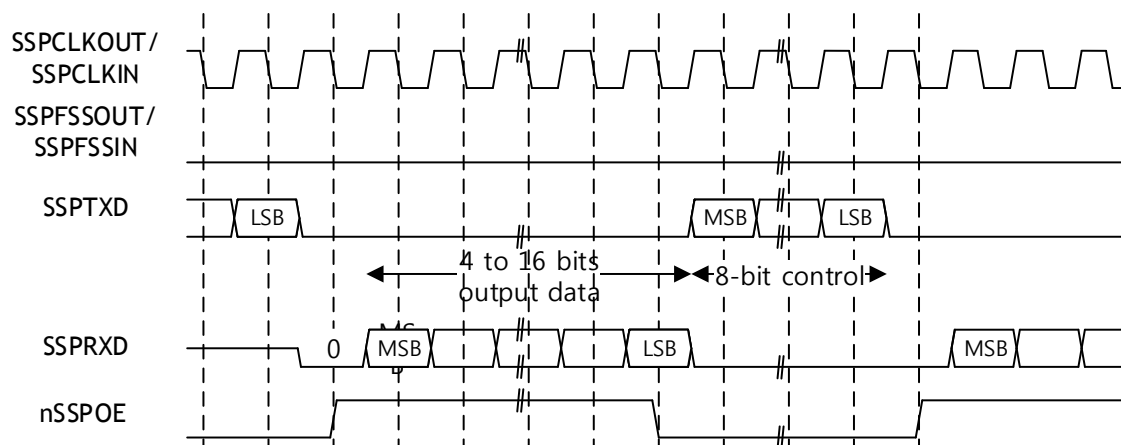 SSPCLKOUT/
SSPCLKIN
SSPFSSOUT/
SSPFSSIN
SSPTXD
LSB
MSB
LSB
4 to 16 bits
output data
8-bit control
SSPRXD
0
MSB
LSB
MSB
nSSPOE